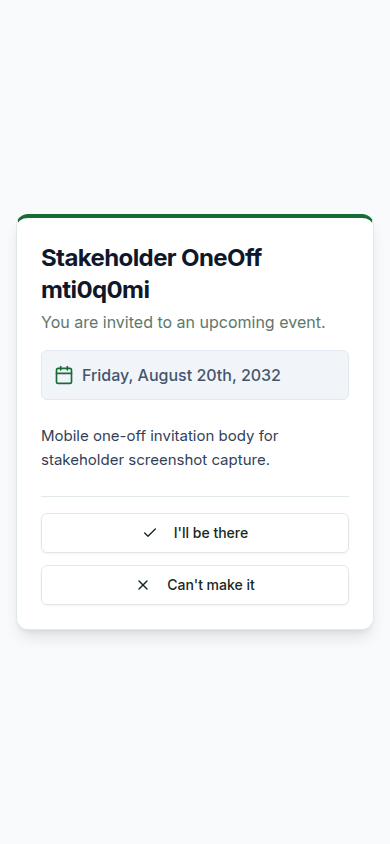 Stakeholder OneOff
mti0q0mi
You are invited to an upcoming event.
Friday, August 20th, 2032
Mobile one-off invitation body for
stakeholder screenshot capture.
I'll be there
Can't make it